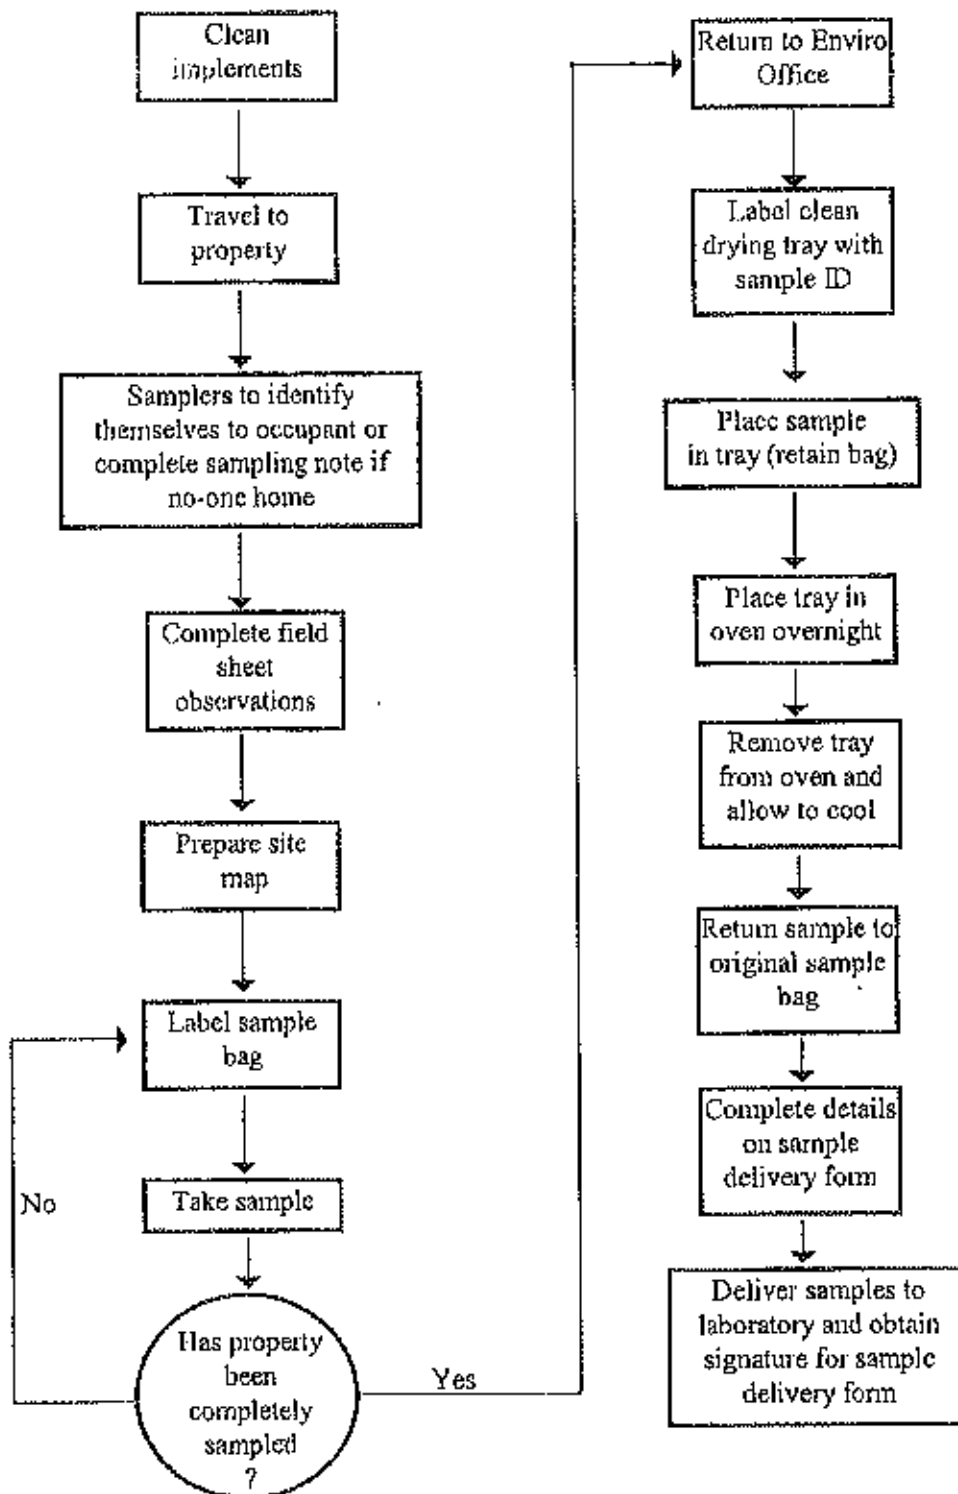 Clean
implements
Travel to
property
Samplers to identify
themselves to occupant or
complete sampling note if
no-one home
Complete field
sheet
observations
Prepare site
map
Label sample
bag
Take sample
No
Has property
been
completely
sampled
?
Yes
Return to Enviro
Office
Label clean
drying tray with
sample ID
Place sample
in tray (retain bag)
Place tray in
oven overnight
Remove tray
from oven and
allow to cool
Return sample to
original sample
bag
Complete details
on sample
delivery form
Deliver samples to
laboratory and obtain
signature for sample
delivery form